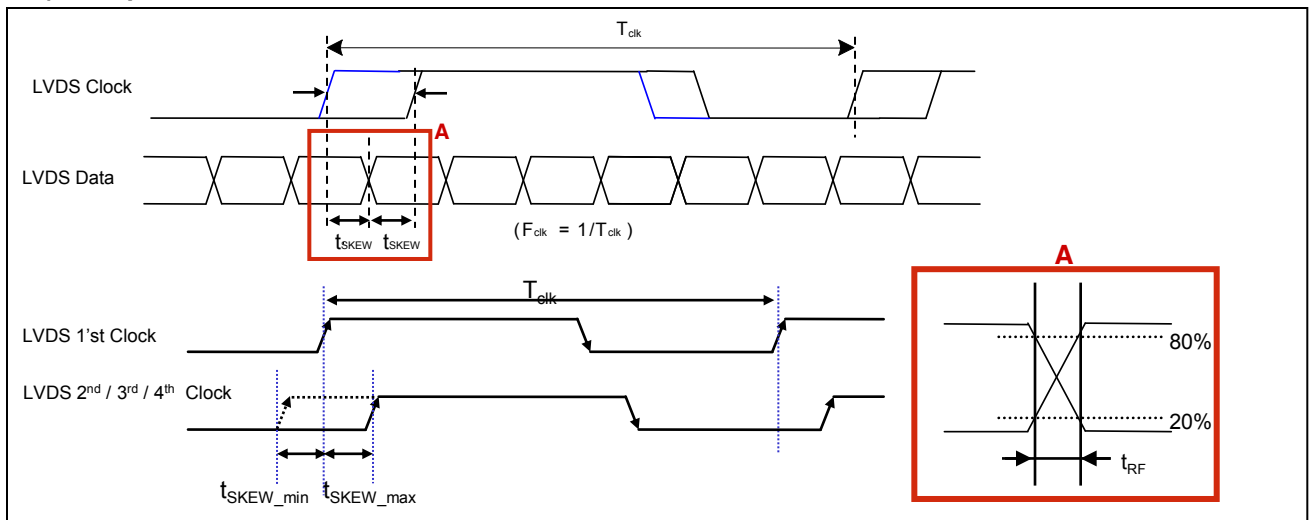 Tclk
LVDS Clock
A
LVDS Data
tSKEW tSKEW
(Fclk = 1/Tclk)
A
Tclk
LVDS 1'st Clock
80%
LVDS 2nd / 3rd / 4th Clock
20%
tRF
tSKEW_min tSKEW_max